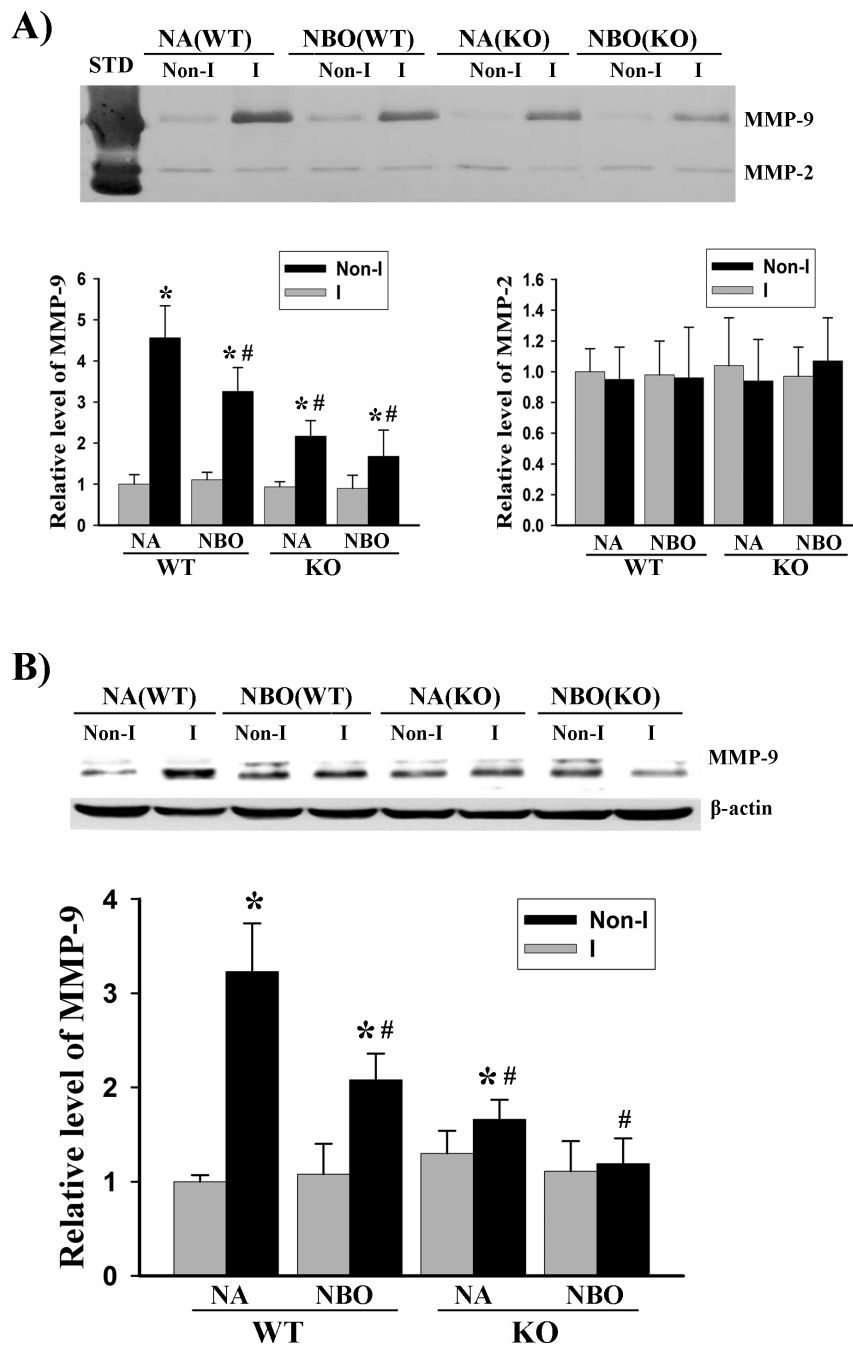 A)
NA(WT) NBO(WT) NA(KO) NBO(KO)
STD Non-I I Non-I I Non-I I Non-I I
MMP-9
MMP-2
Relative level of MMP-9
6
5
4
3
2
1
0
Non-I
I
*
*#
*#
*#
NA NBO NA NBO
WT KO
Relative level of MMP-2
1.6
1.4
1.2
1.0
0.8
0.6
0.4
0.2
0.0
Non-I
I
NA NBO NA NBO
WT KO
B)
NA(WT) NBO(WT) NA(KO) NBO(KO)
Non-I I Non-I I Non-I I Non-I I
MMP-9
β-actin
Relative level of MMP-9
4
3
2
1
0
Non-I
I
*
*#
*#
#
NA NBO NA NBO
WT KO